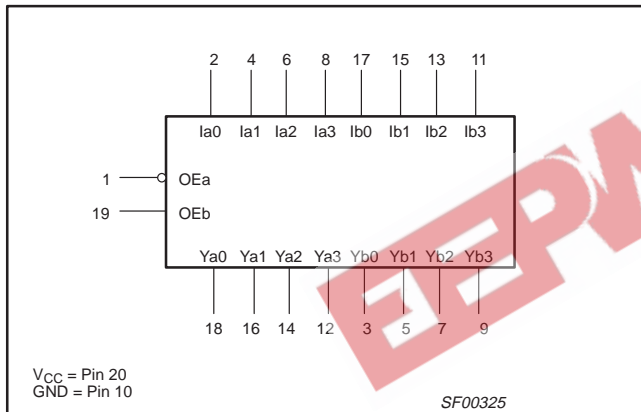 2 4 6 8 17 15 13 11
Ia0 Ia1 Ia2 Ia3 Ib0 Ib1 Ib2 Ib3
1 OEa
19 OEb
Ya0 Ya1 Ya2 Ya3 Yb0 Yb1 Yb2 Yb3
18 16 14 12 3 5 7 9
VCC = Pin 20
GND = Pin 10
SF00325
EEPW